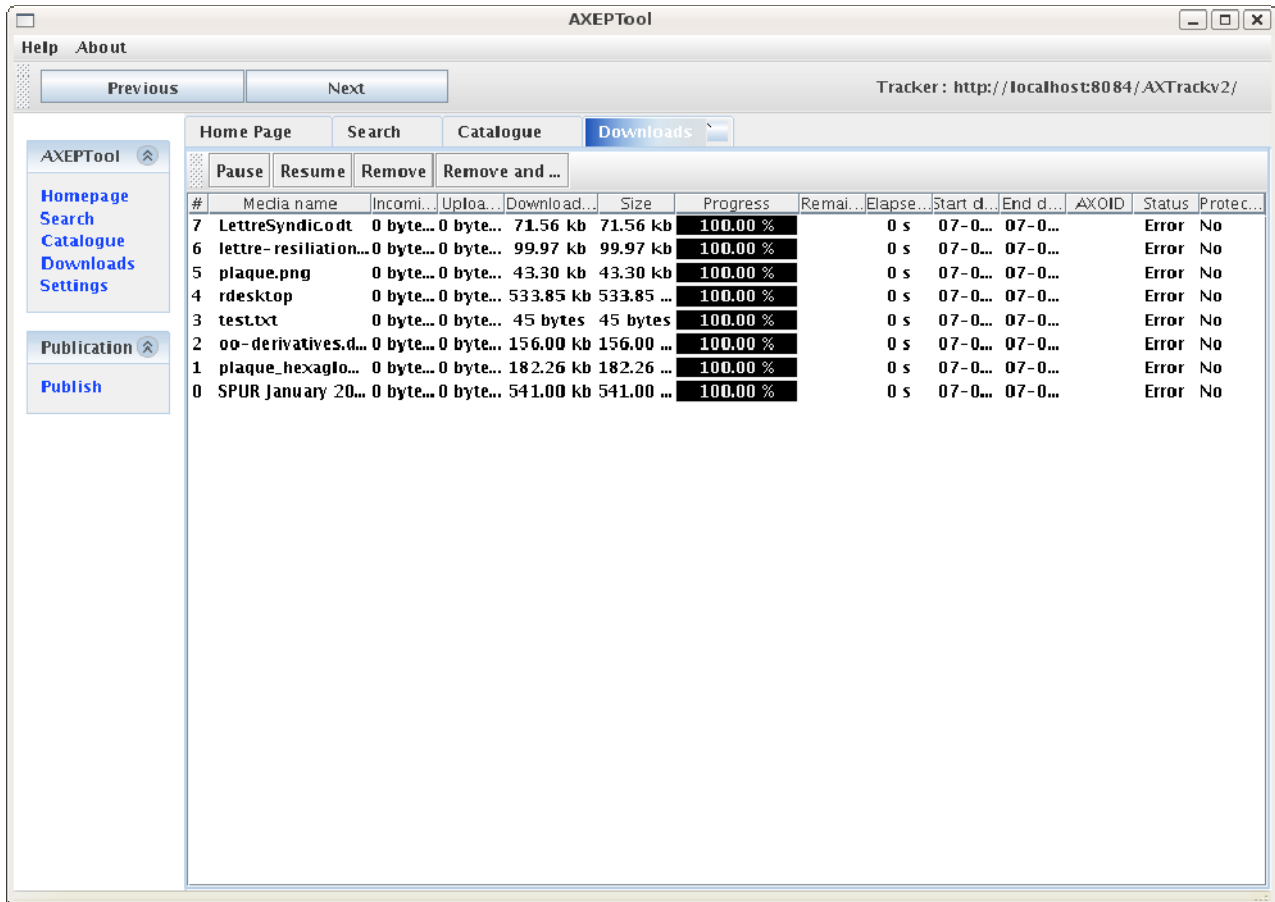 AXEPTool
Help About
Previous Next Tracker : http://localhost:8084/AXTrackv2/
Home Page Search Catalogue Downloads
AXEPTool
Homepage
Search
Catalogue
Downloads
Settings
Publication
Publish
Pause Resume Remove Remove and ...
# Media name Incomi... Uploa... Download... Size Progress Remai... Elapse... Start d... End d... AXOID Status Protec...
7 LettreSyndic.odt 0 byte... 0 byte... 71.56 kb 71.56 kb 100.00 % 0 s 07-0... 07-0... Error No
6 lettre-resiliation... 0 byte... 0 byte... 99.97 kb 99.97 kb 100.00 % 0 s 07-0... 07-0... Error No
5 plaque.png 0 byte... 0 byte... 43.30 kb 43.30 kb 100.00 % 0 s 07-0... 07-0... Error No
4 rdesktop 0 byte... 0 byte... 533.85 kb 533.85 ... 100.00 % 0 s 07-0... 07-0... Error No
3 test.txt 0 byte... 0 byte... 45 bytes 45 bytes 100.00 % 0 s 07-0... 07-0... Error No
2 oo-derivatives.d... 0 byte... 0 byte... 156.00 kb 156.00 ... 100.00 % 0 s 07-0... 07-0... Error No
1 plaque_hexaglo... 0 byte... 0 byte... 182.26 kb 182.26 ... 100.00 % 0 s 07-0... 07-0... Error No
0 SPUR January 20... 0 byte... 0 byte... 541.00 kb 541.00 ... 100.00 % 0 s 07-0... 07-0... Error No